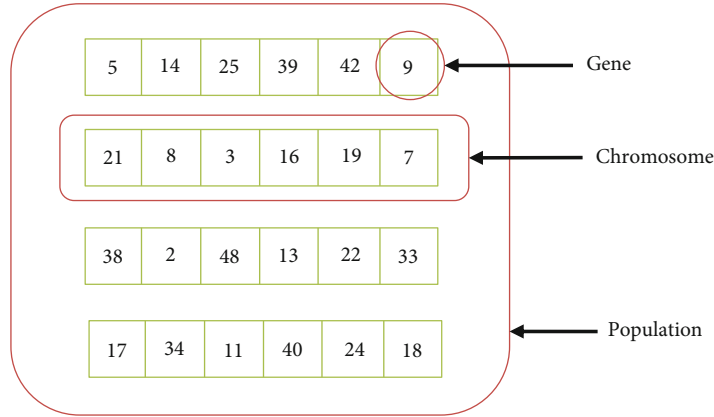 5 14 25 39 42 9 Gene
21 8 3 16 19 7 Chromosome
38 2 48 13 22 33
Population
17 34 11 40 24 18